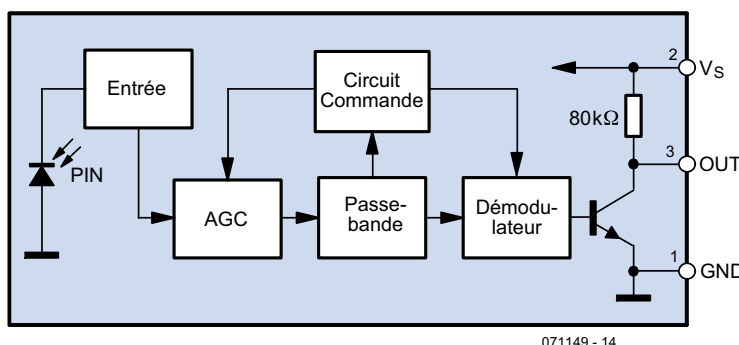 Entrée
Circuit
Commande
2
VS
80kΩ
PIN
3
OUT
AGC
Passe-
bande
Démodu-
lateur
1
GND
071149 - 14